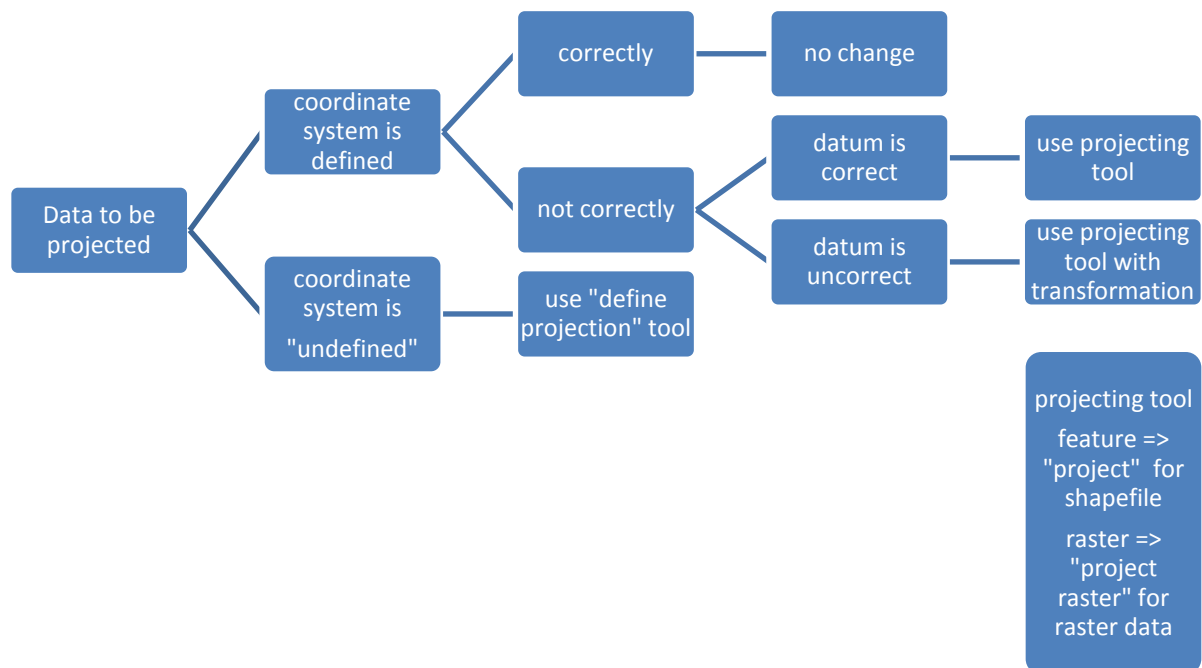 Data to be
projected
coordinate
system is
defined
correctly
no change
not correctly
datum is
correct
use projecting
tool
datum is
uncorrect
use projecting
tool with
transformation
coordinate
system is
"undefined"
use "define
projection" tool
projecting tool
feature =>
"project" for
shapefile
raster =>
"project
raster" for
raster data